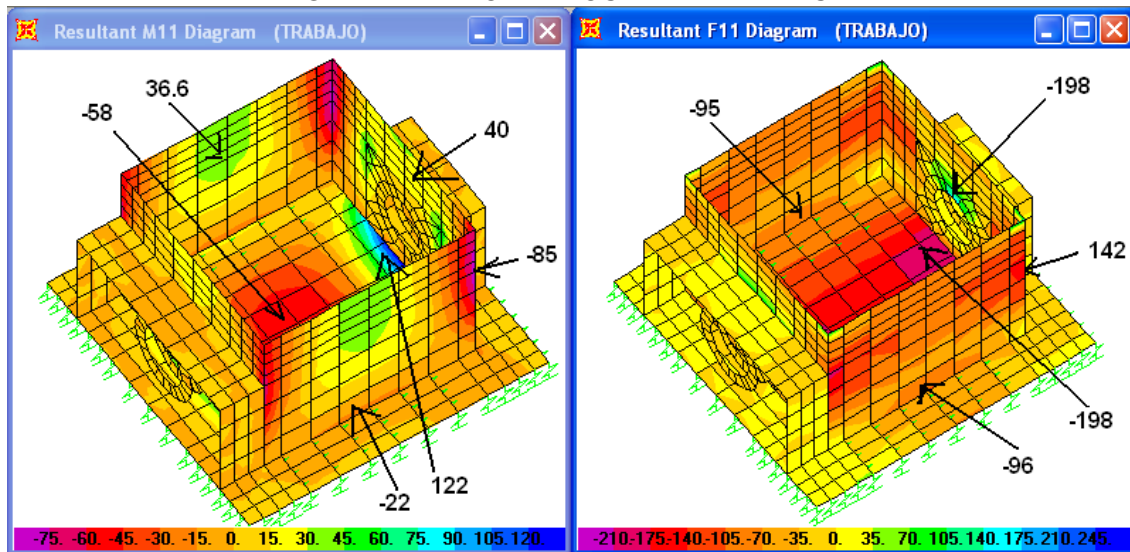 Resultant M11 Diagram (TRABAJO)
36.6
-58
40
-85
-22
122
-75. -60. -45. -30. -15. 0. 15. 30. 45. 60. 75. 90. 105. 120.
Resultant F11 Diagram (TRABAJO)
-198
-95
142
-198
-96
-210.-175.-140.-105.-70. -35. 0. 35. 70. 105. 140. 175. 210. 245.